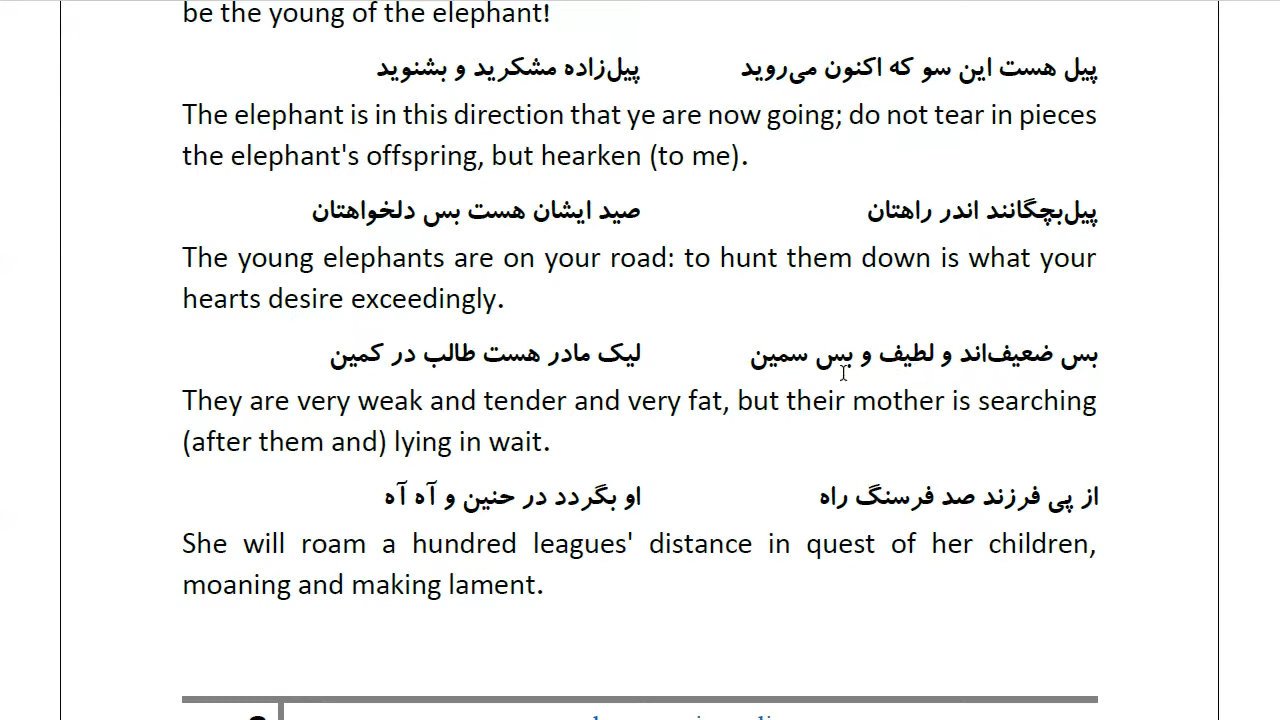 be the young of the elephant!
پیل هست این سو که اکنون می‌روید پیل‌زاده مشکرید و بشنوید
The elephant is in this direction that ye are now going; do not tear in pieces
the elephant's offspring, but hearken (to me).
پیل‌بچگانند اندر راهتان صید ایشان هست بس دلخواهتان
The young elephants are on your road: to hunt them down is what your
hearts desire exceedingly.
بس ضعیف‌اند و لطیف و بس سمین لیک مادر هست طالب در کمین
They are very weak and tender and very fat, but their mother is searching
(after them and) lying in wait.
از پی فرزند صد فرسنگ راه او بگردد در حنین و آه آه
She will roam a hundred leagues' distance in quest of her children,
moaning and making lament.